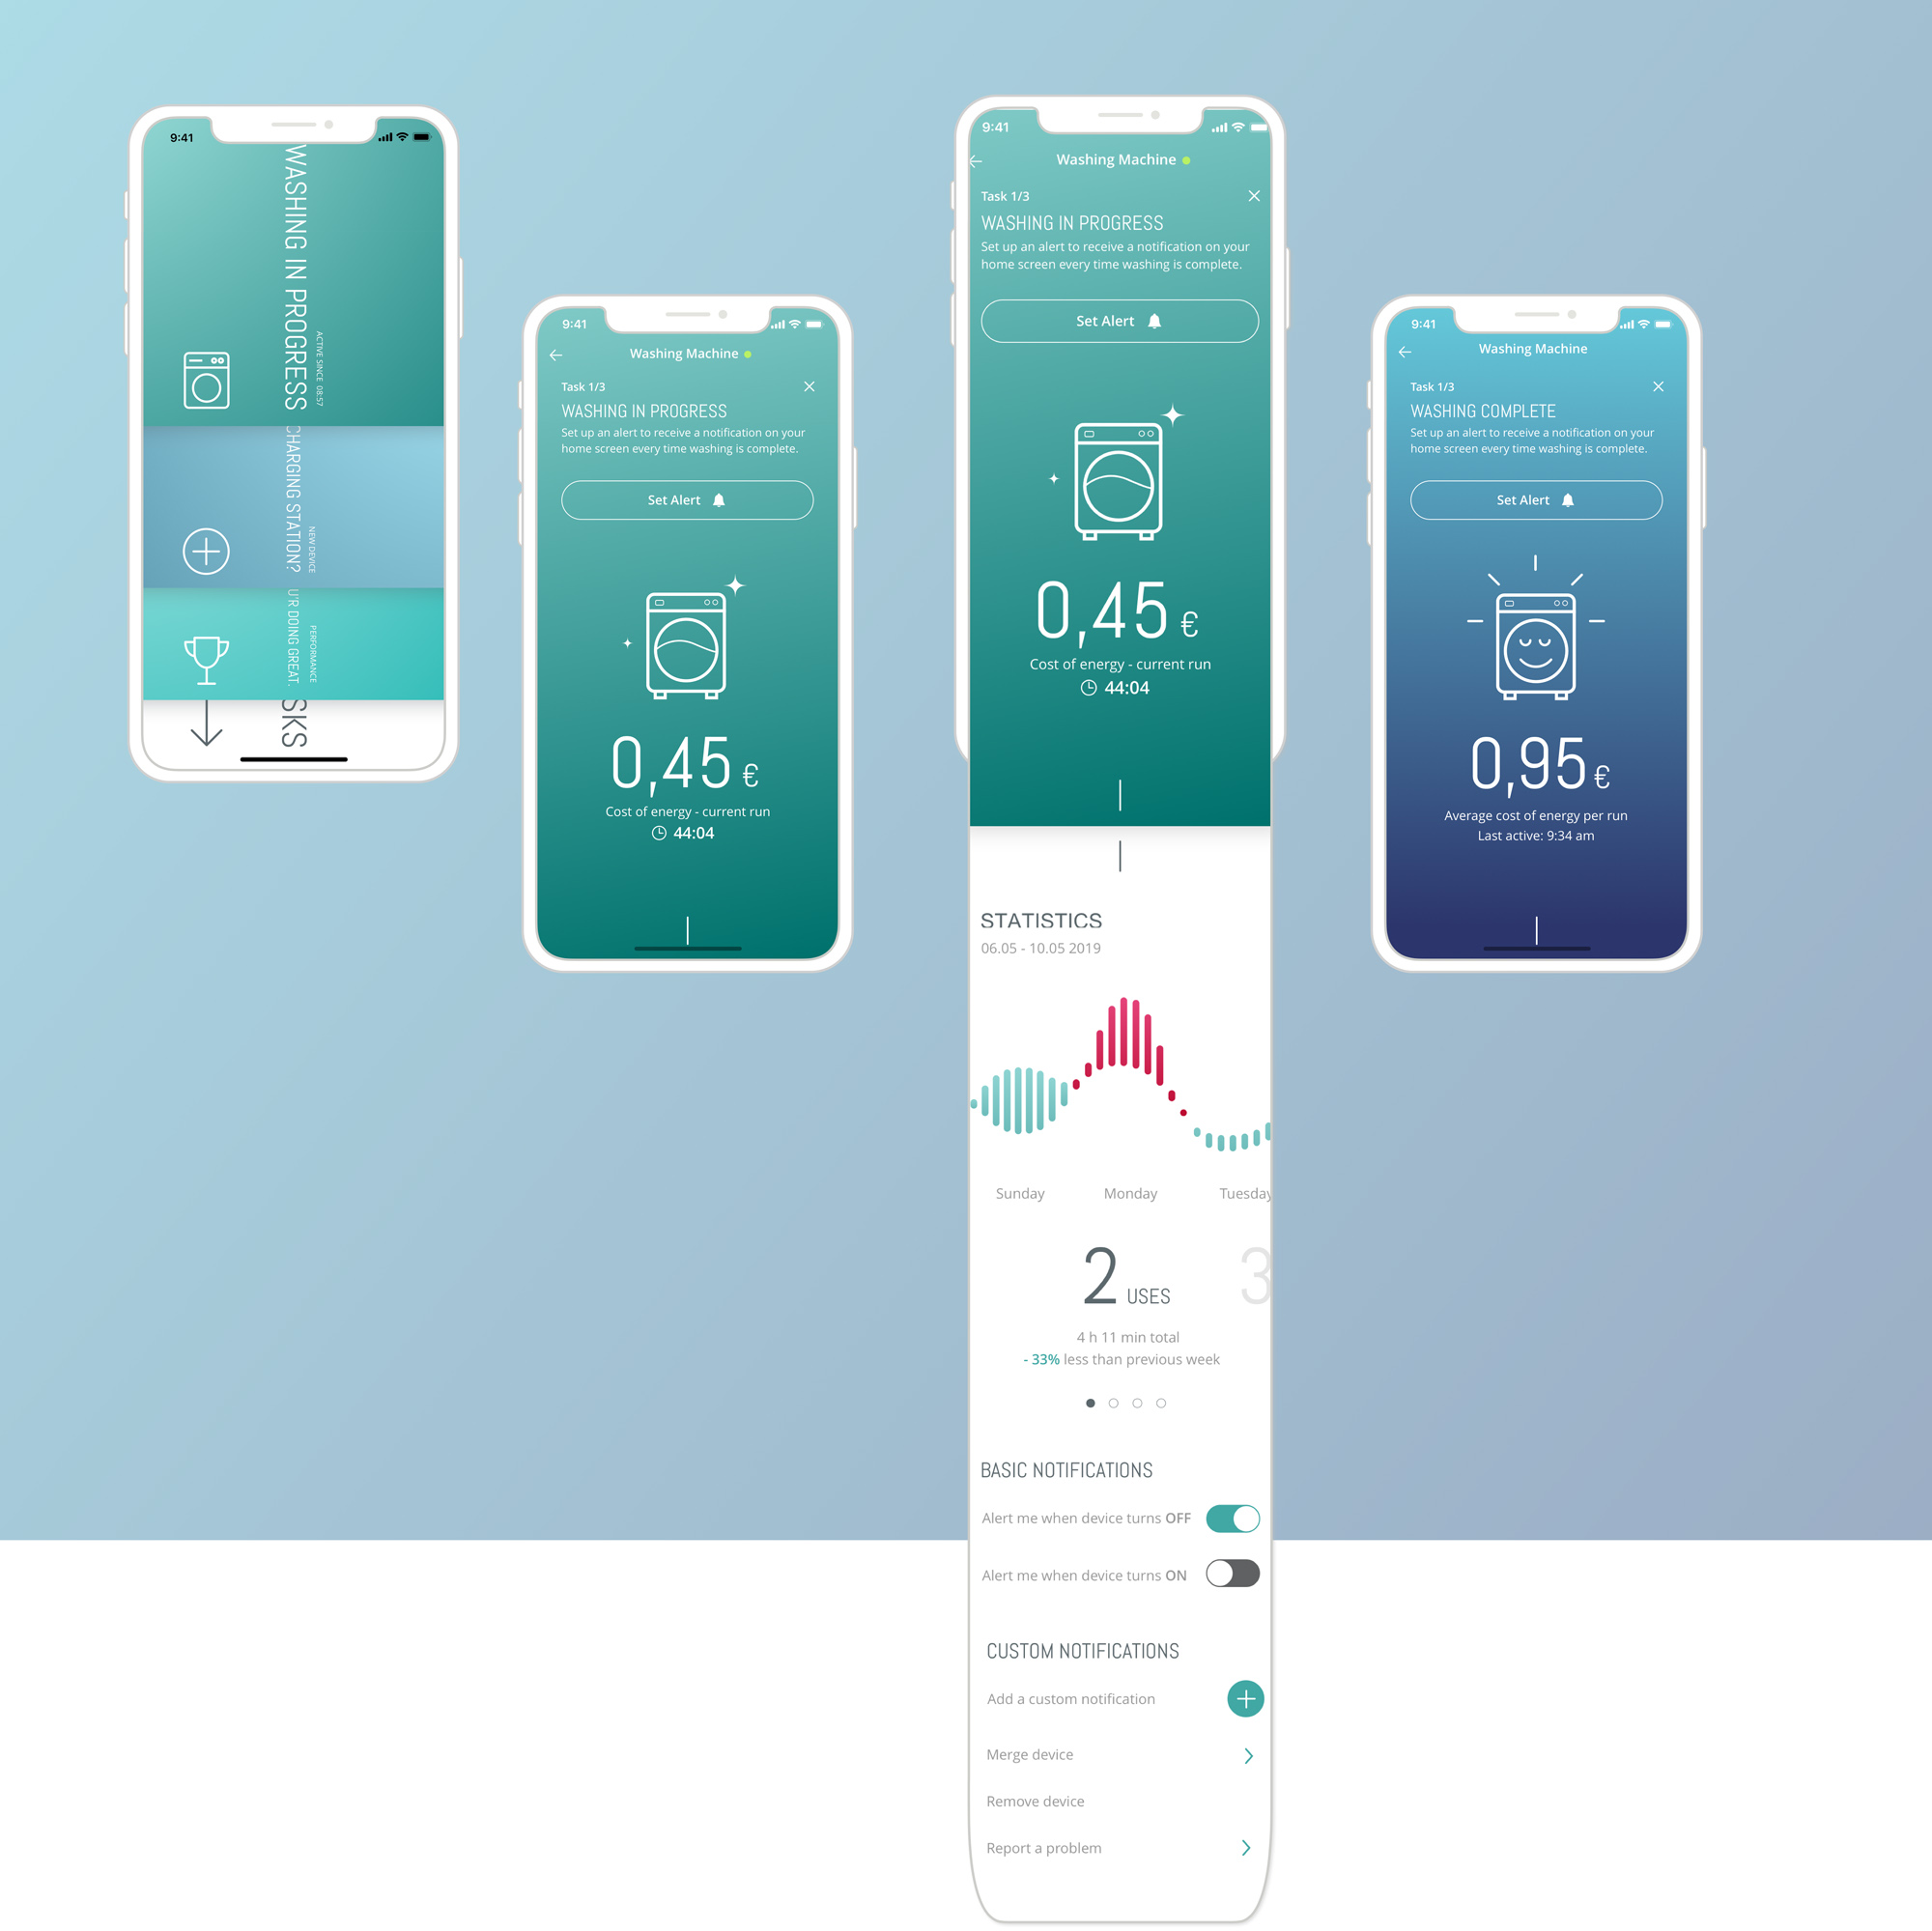 9:41
WASHING IN PROGRESS
ACTIVE SINCE 08:57
CHARGING STATION?
NEW DEVICE
U'R DOING GREAT.
PERFORMANCE
SKS
9:41
Washing Machine
Task 1/3
WASHING IN PROGRESS
Set up an alert to receive a notification on your
home screen every time washing is complete.
Set Alert
0,45 €
Cost of energy - current run
44:04
9:41
Washing Machine
Task 1/3
WASHING IN PROGRESS
Set up an alert to receive a notification on your
home screen every time washing is complete.
Set Alert
0,45 €
Cost of energy - current run
44:04
STATISTICS
06.05 - 10.05 2019
Sunday Monday Tuesday
2 USES 3
4 h 11 min total
- 33% less than previous week
BASIC NOTIFICATIONS
Alert me when device turns OFF
Alert me when device turns ON
CUSTOM NOTIFICATIONS
Add a custom notification
Merge device
Remove device
Report a problem
9:41
Washing Machine
Task 1/3
WASHING COMPLETE
Set up an alert to receive a notification on your
home screen every time washing is complete.
Set Alert
0,95 €
Average cost of energy per run
Last active: 9:34 am